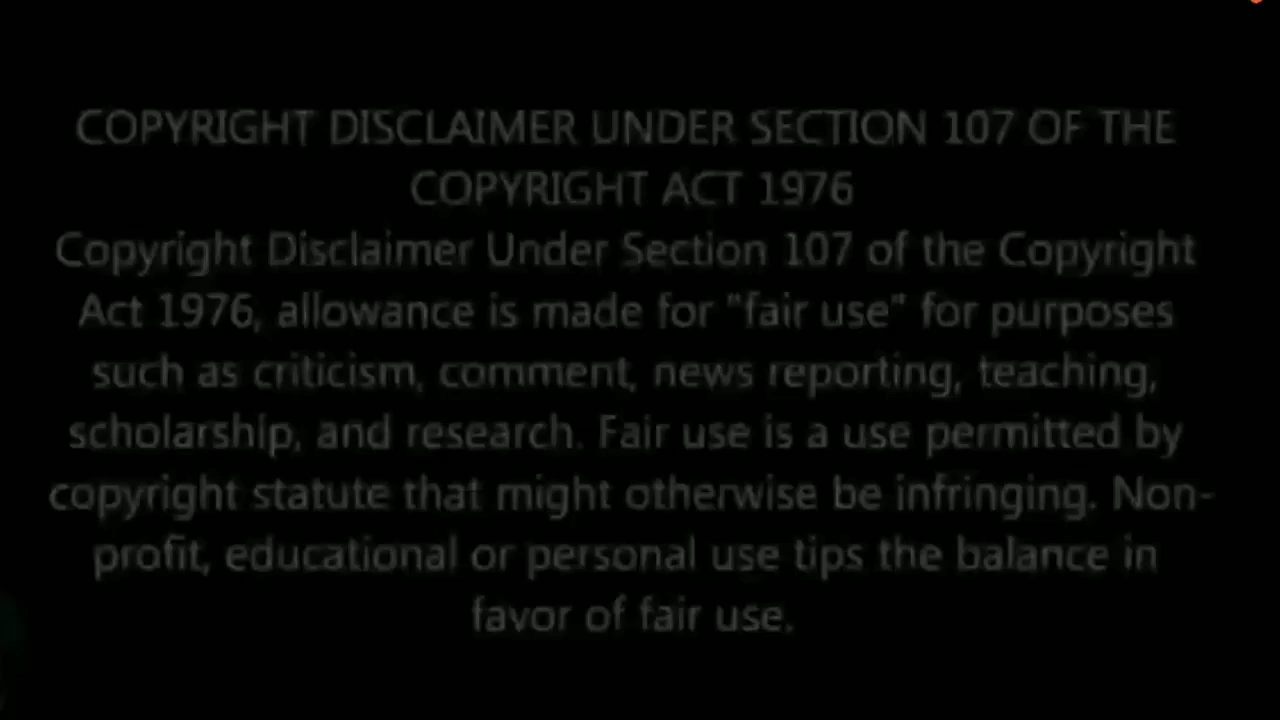 COPYRIGHT DISCLAIMER UNDER SECTION 107 OF THE
COPYRIGHT ACT 1976
Copyright Disclaimer Under Section 107 of the Copyright
Act 1976, allowance is made for "fair use" for purposes
such as criticism, comment, news reporting, teaching,
scholarship, and research. Fair use is a use permitted by
copyright statute that might otherwise be infringing. Non-
profit, educational or personal use tips the balance in
favor of fair use.